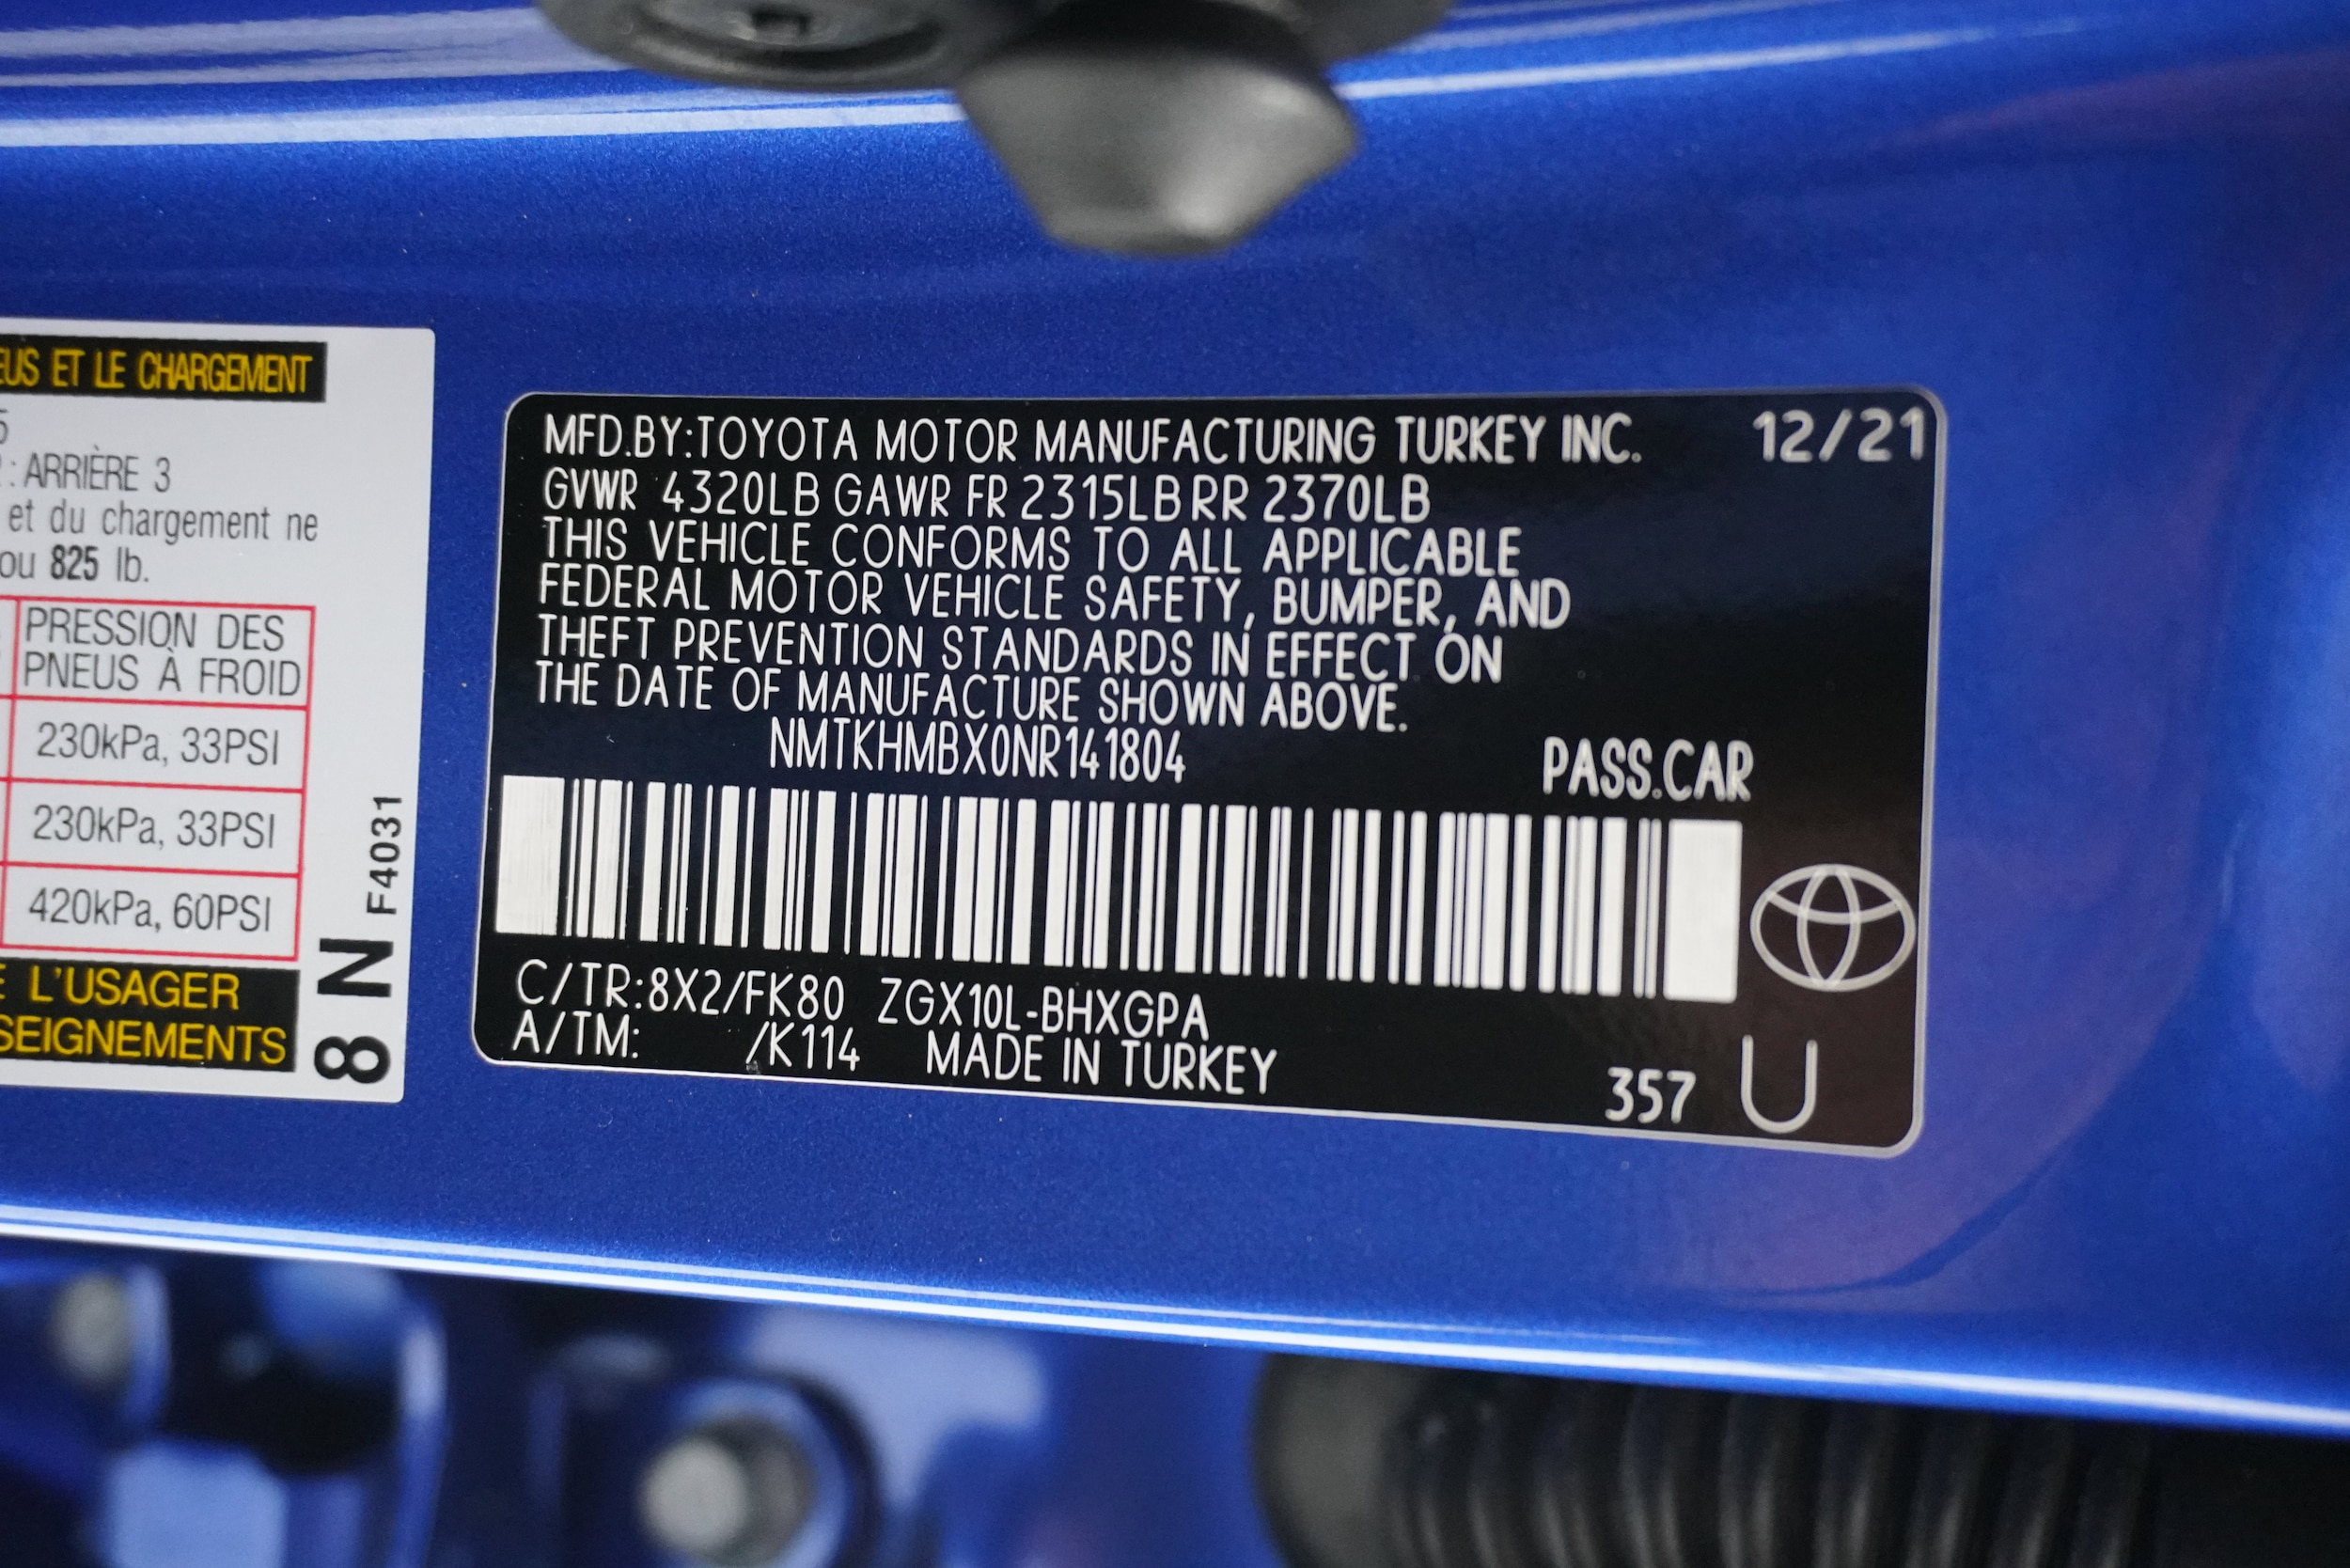 EUS ET LE CHARGEMENT
5
: ARRIÈRE 3
et du chargement ne
ou 825 lb.
PRESSION DES
PNEUS À FROID
230kPa, 33PSI
230kPa, 33PSI
420kPa, 60PSI
L'USAGER
SEIGNEMENTS
8 N F4031
MFD.BY:TOYOTA MOTOR MANUFACTURING TURKEY INC. 12/21
GVWR 4320LB GAWR FR 2315LB RR 2370LB
THIS VEHICLE CONFORMS TO ALL APPLICABLE
FEDERAL MOTOR VEHICLE SAFETY, BUMPER, AND
THEFT PREVENTION STANDARDS IN EFFECT ON
THE DATE OF MANUFACTURE SHOWN ABOVE.
NMTKHMBX0NR141804 PASS.CAR
C/TR:8X2/FK80 ZGX10L-BHXGPA
A/TM: /K114 MADE IN TURKEY
357 U